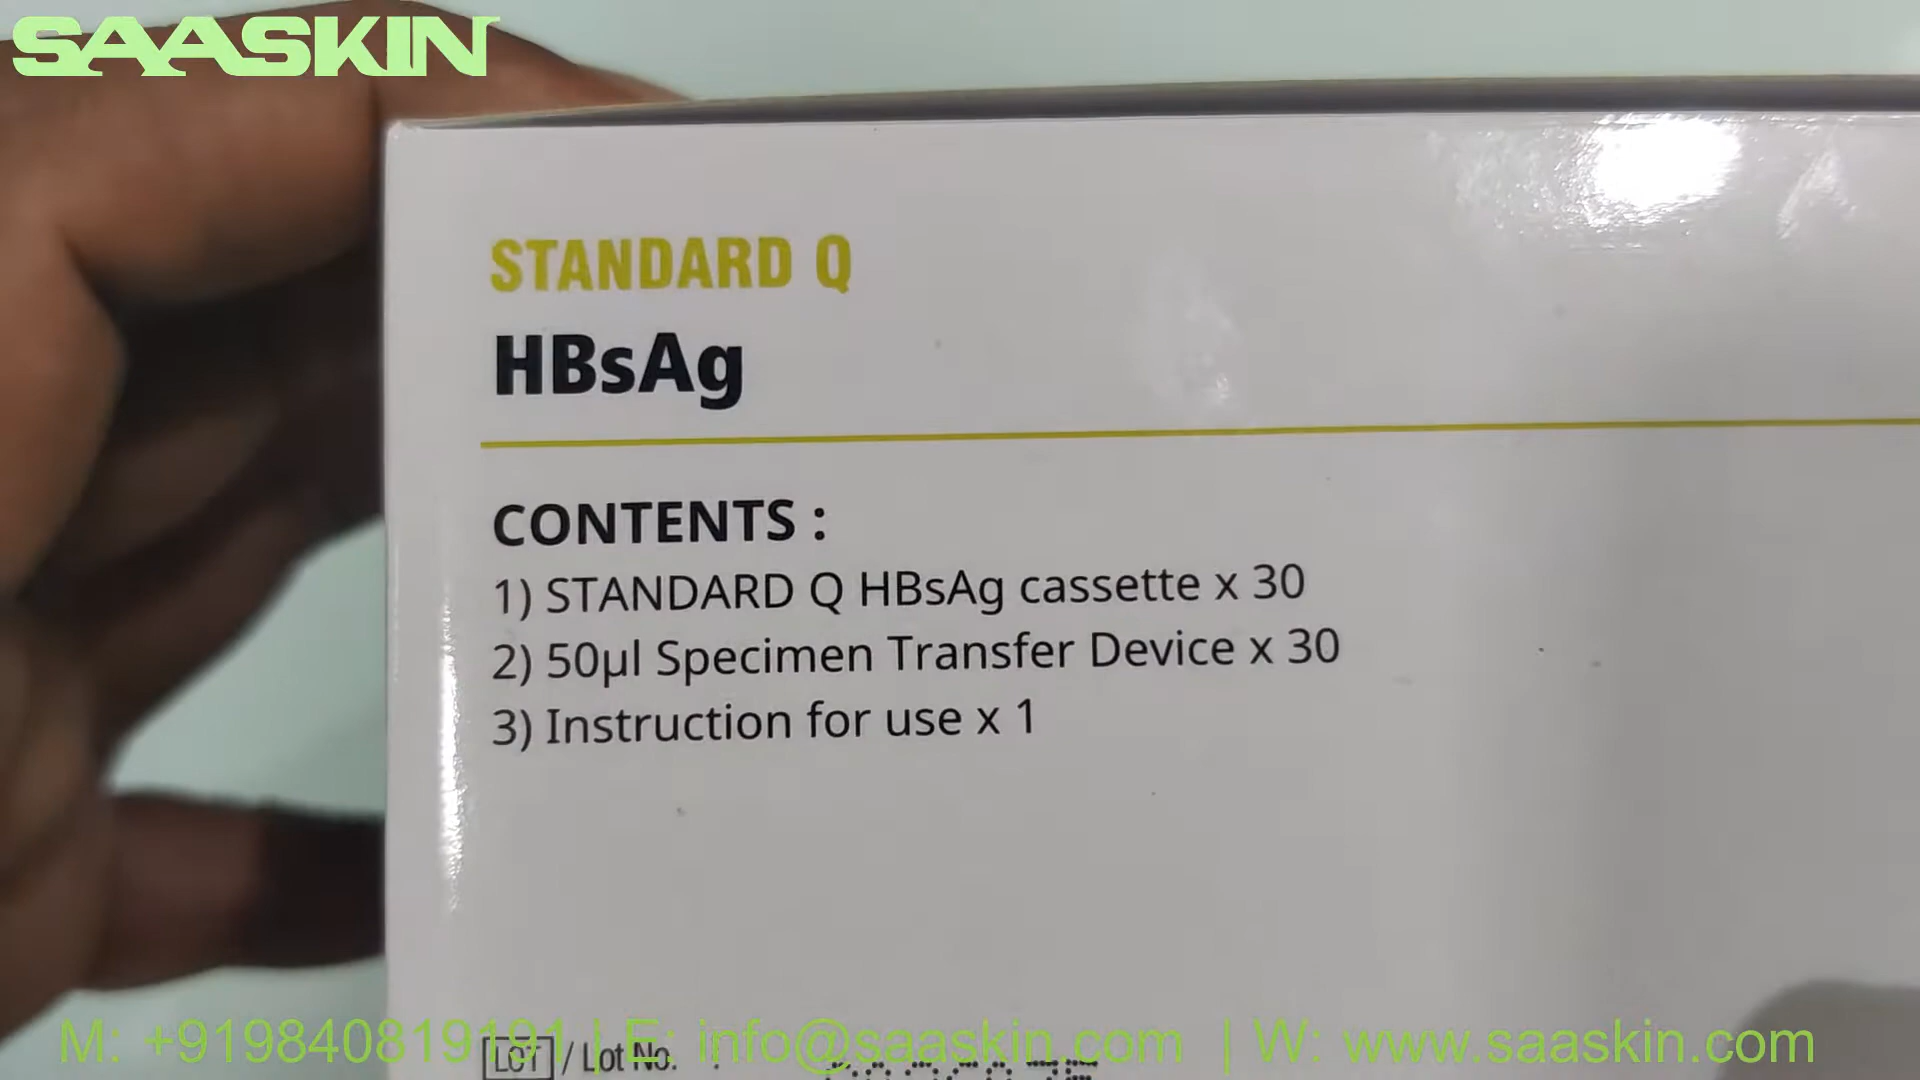 SAASKIN
STANDARD Q
HBsAg
CONTENTS :
1) STANDARD Q HBsAg cassette x 30
2) 50µl Specimen Transfer Device x 30
3) Instruction for use x 1
LOT / Lot No. :
M: +919840819191 | E: info@saaskin.com | W: www.saaskin.com